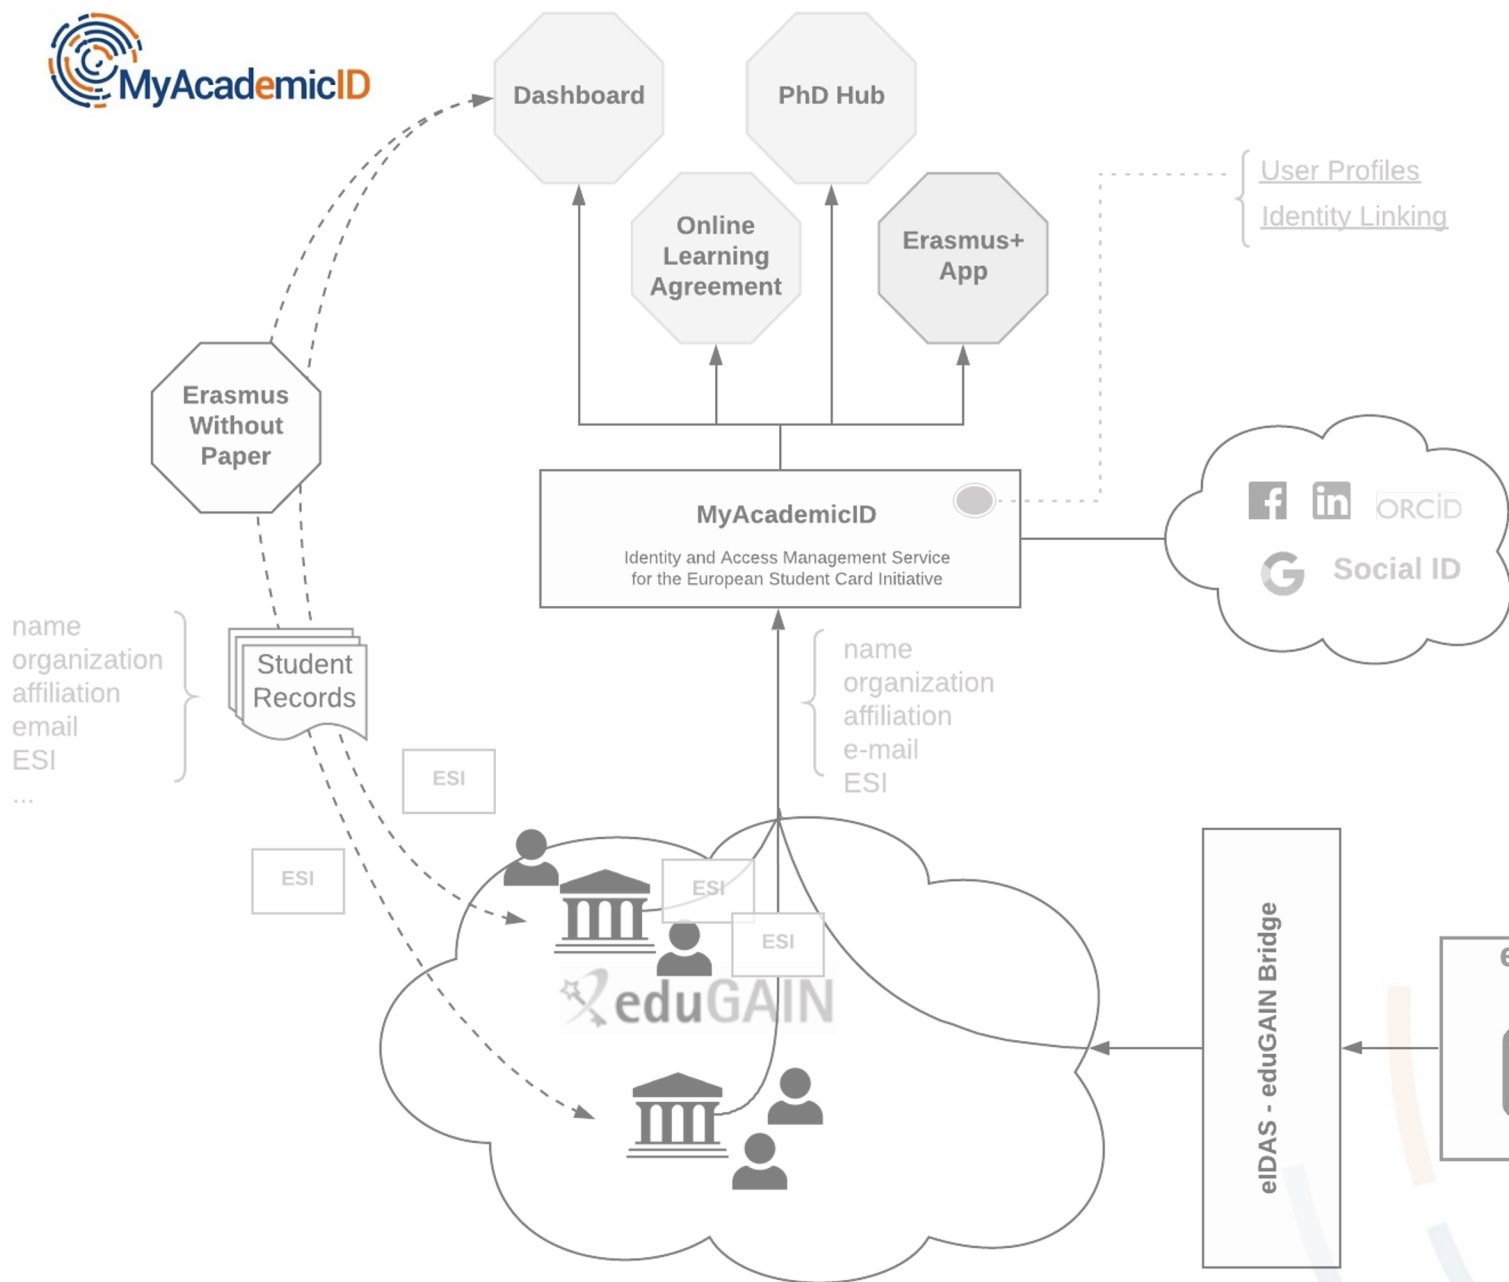 MyAcademicID
Dashboard
PhD Hub
Online
Learning
Agreement
Erasmus+
App
User Profiles
Identity Linking
Erasmus
Without
Paper
MyAcademicID
Identity and Access Management Service
for the European Student Card Initiative
ORCID
Social ID
name
organization
affiliation
email
ESI
...
Student
Records
name
organization
affiliation
e-mail
ESI
ESI
ESI
ESI
ESI
eduGAIN
eIDAS - eduGAIN Bridge